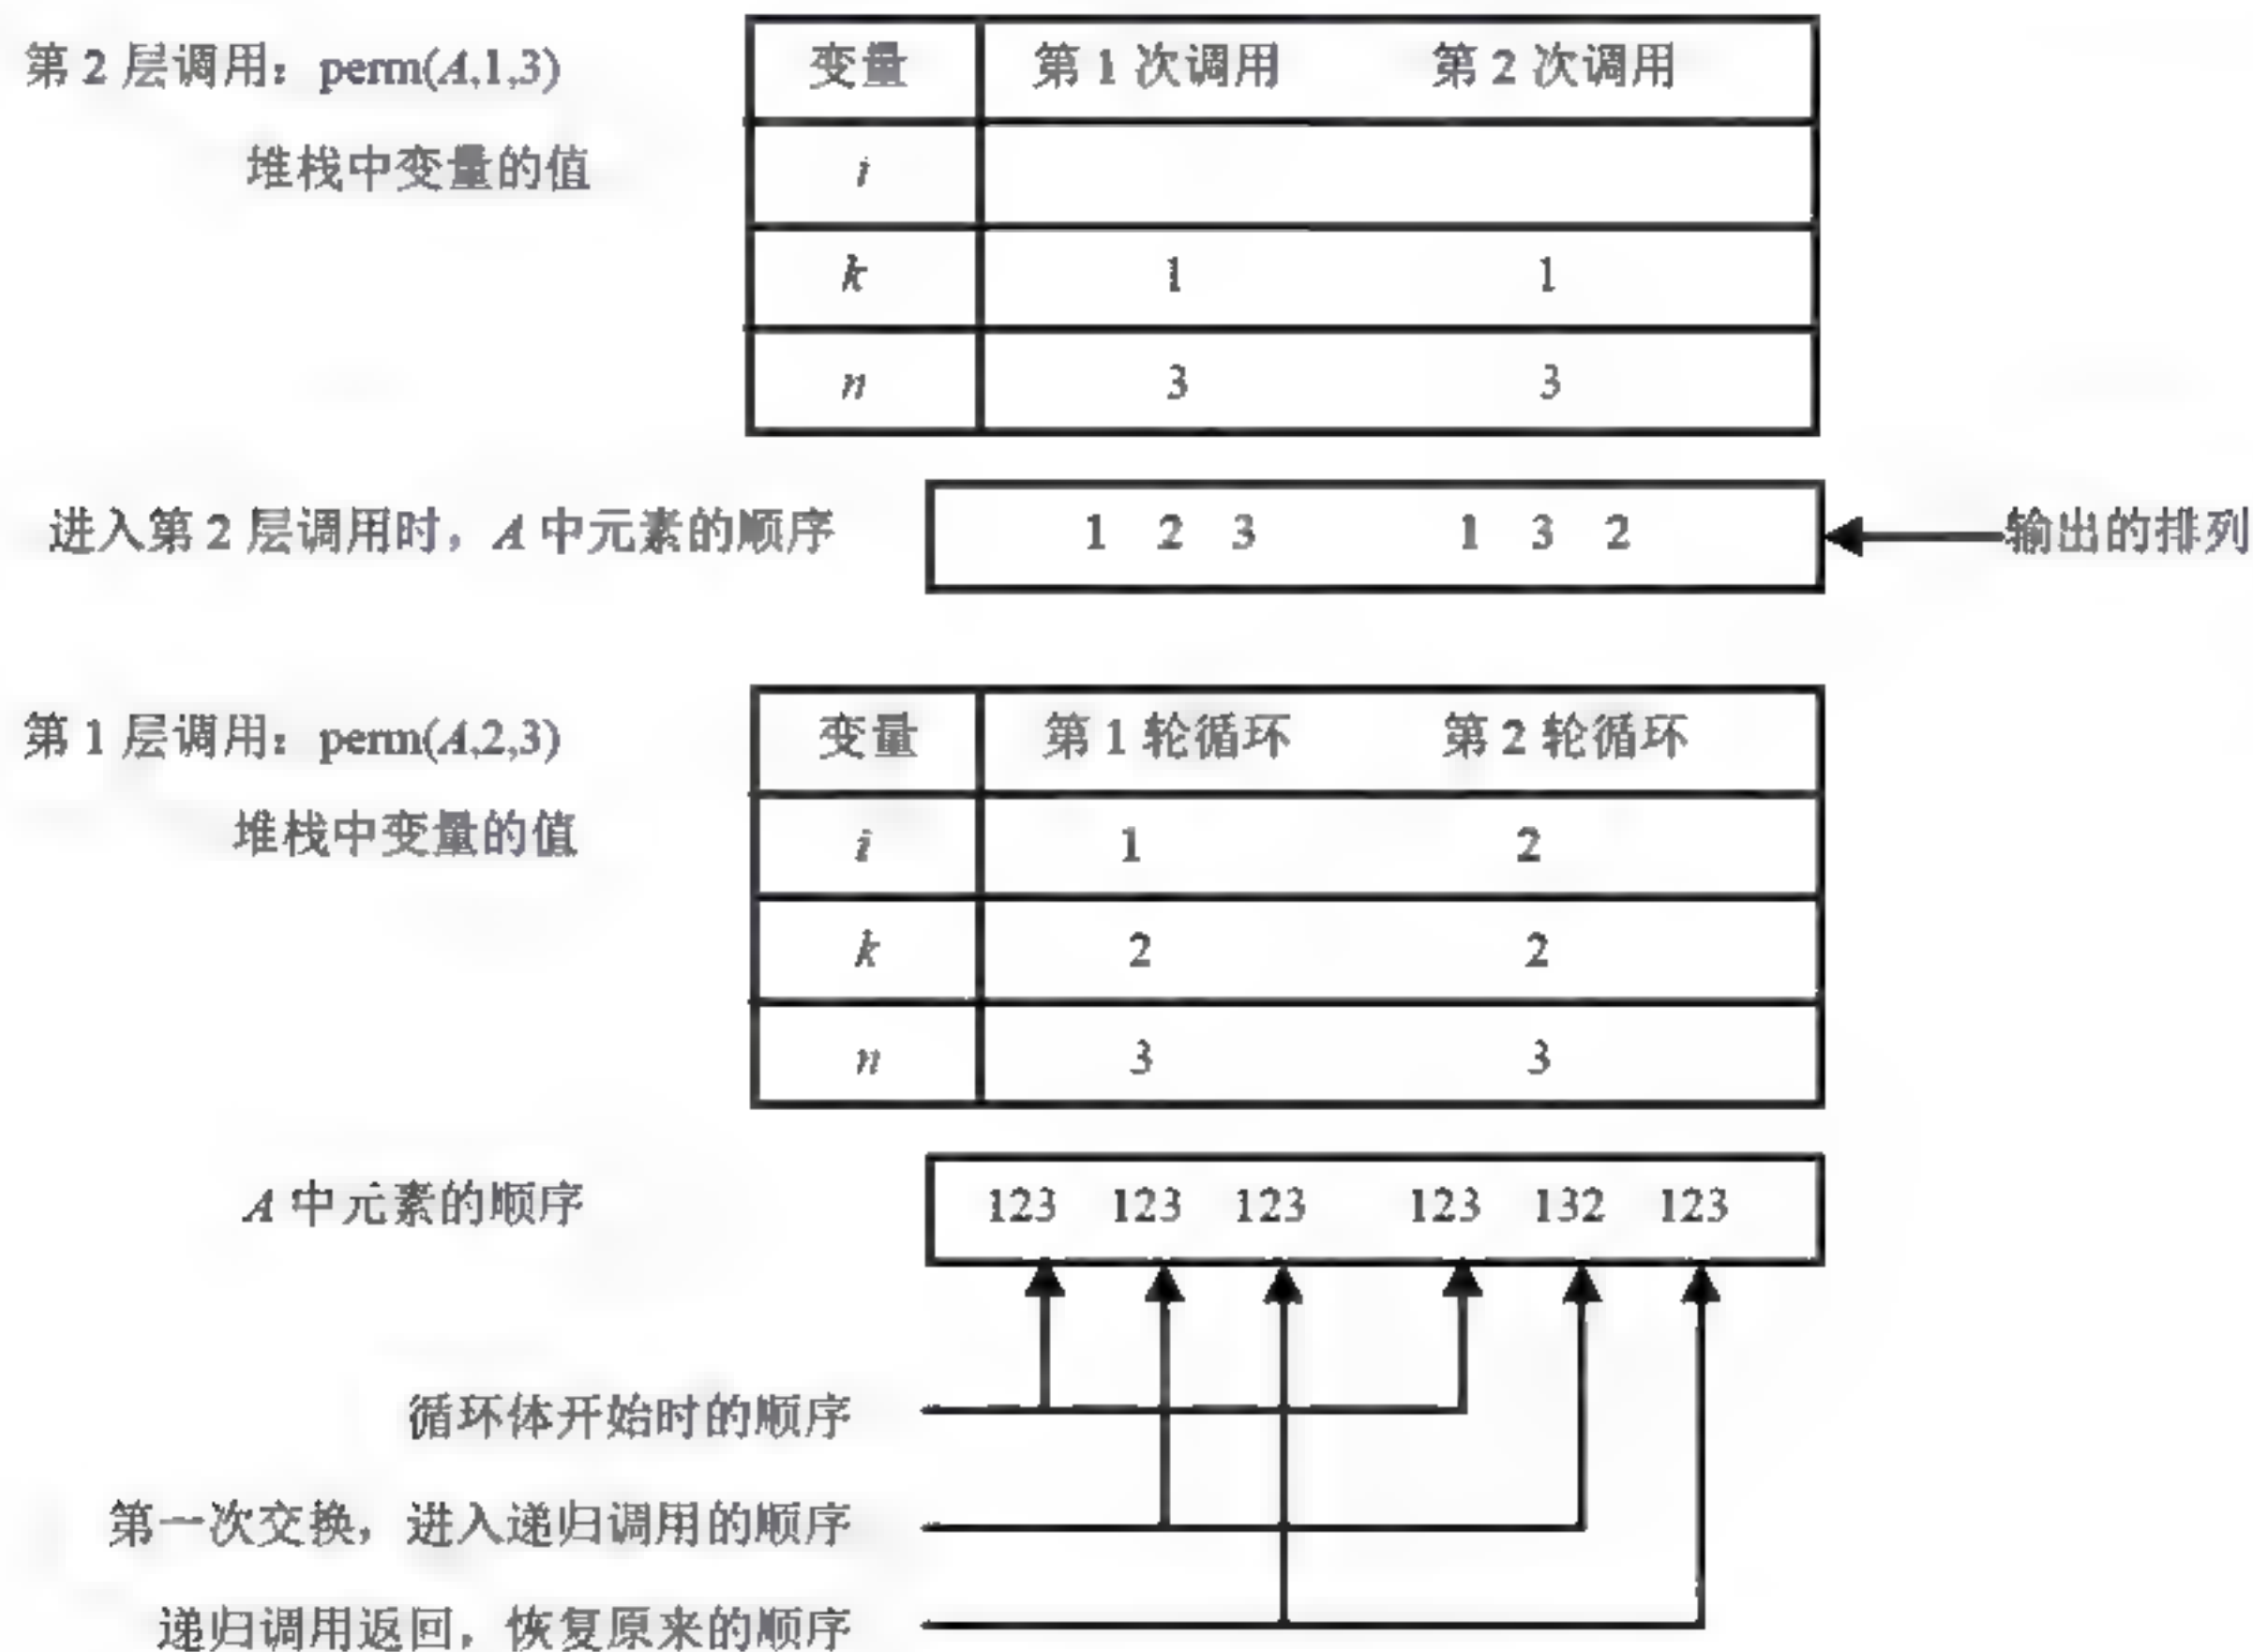 第 2 层调用：perm(A,1,3)
堆栈中变量的值
变量 第 1 次调用 第 2 次调用
i
k 1 1
n 3 3
进入第 2 层调用时，A 中元素的顺序
1 2 3 1 3 2
输出的排列
第 1 层调用：perm(A,2,3)
堆栈中变量的值
变量 第 1 轮循环 第 2 轮循环
i 1 2
k 2 2
n 3 3
A 中元素的顺序
123 123 123 123 132 123
循环体开始时的顺序
第一次交换，进入递归调用的顺序
递归调用返回，恢复原来的顺序